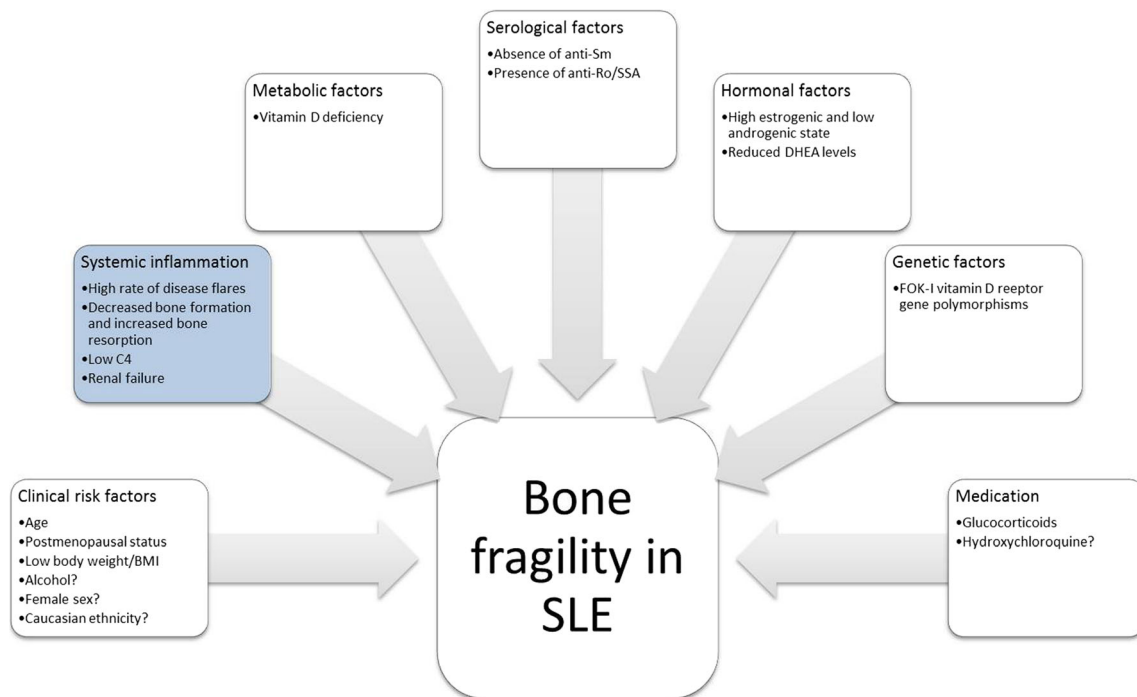 Serological factors
•Absence of anti-Sm
•Presence of anti-Ro/SSA
Metabolic factors
•Vitamin D deficiency
Hormonal factors
•High estrogenic and low
androgenic state
•Reduced DHEA levels
Systemic inflammation
•High rate of disease flares
•Decreased bone formation
and increased bone
resorption
•Low C4
•Renal failure
Genetic factors
•FOK-I vitamin D reeptor
gene polymorphisms
Clinical risk factors
•Age
•Postmenopausal status
•Low body weight/BMI
•Alcohol?
•Female sex?
•Caucasian ethnicity?
Bone
fragility in
SLE
Medication
•Glucocorticoids
•Hydroxychloroquine?